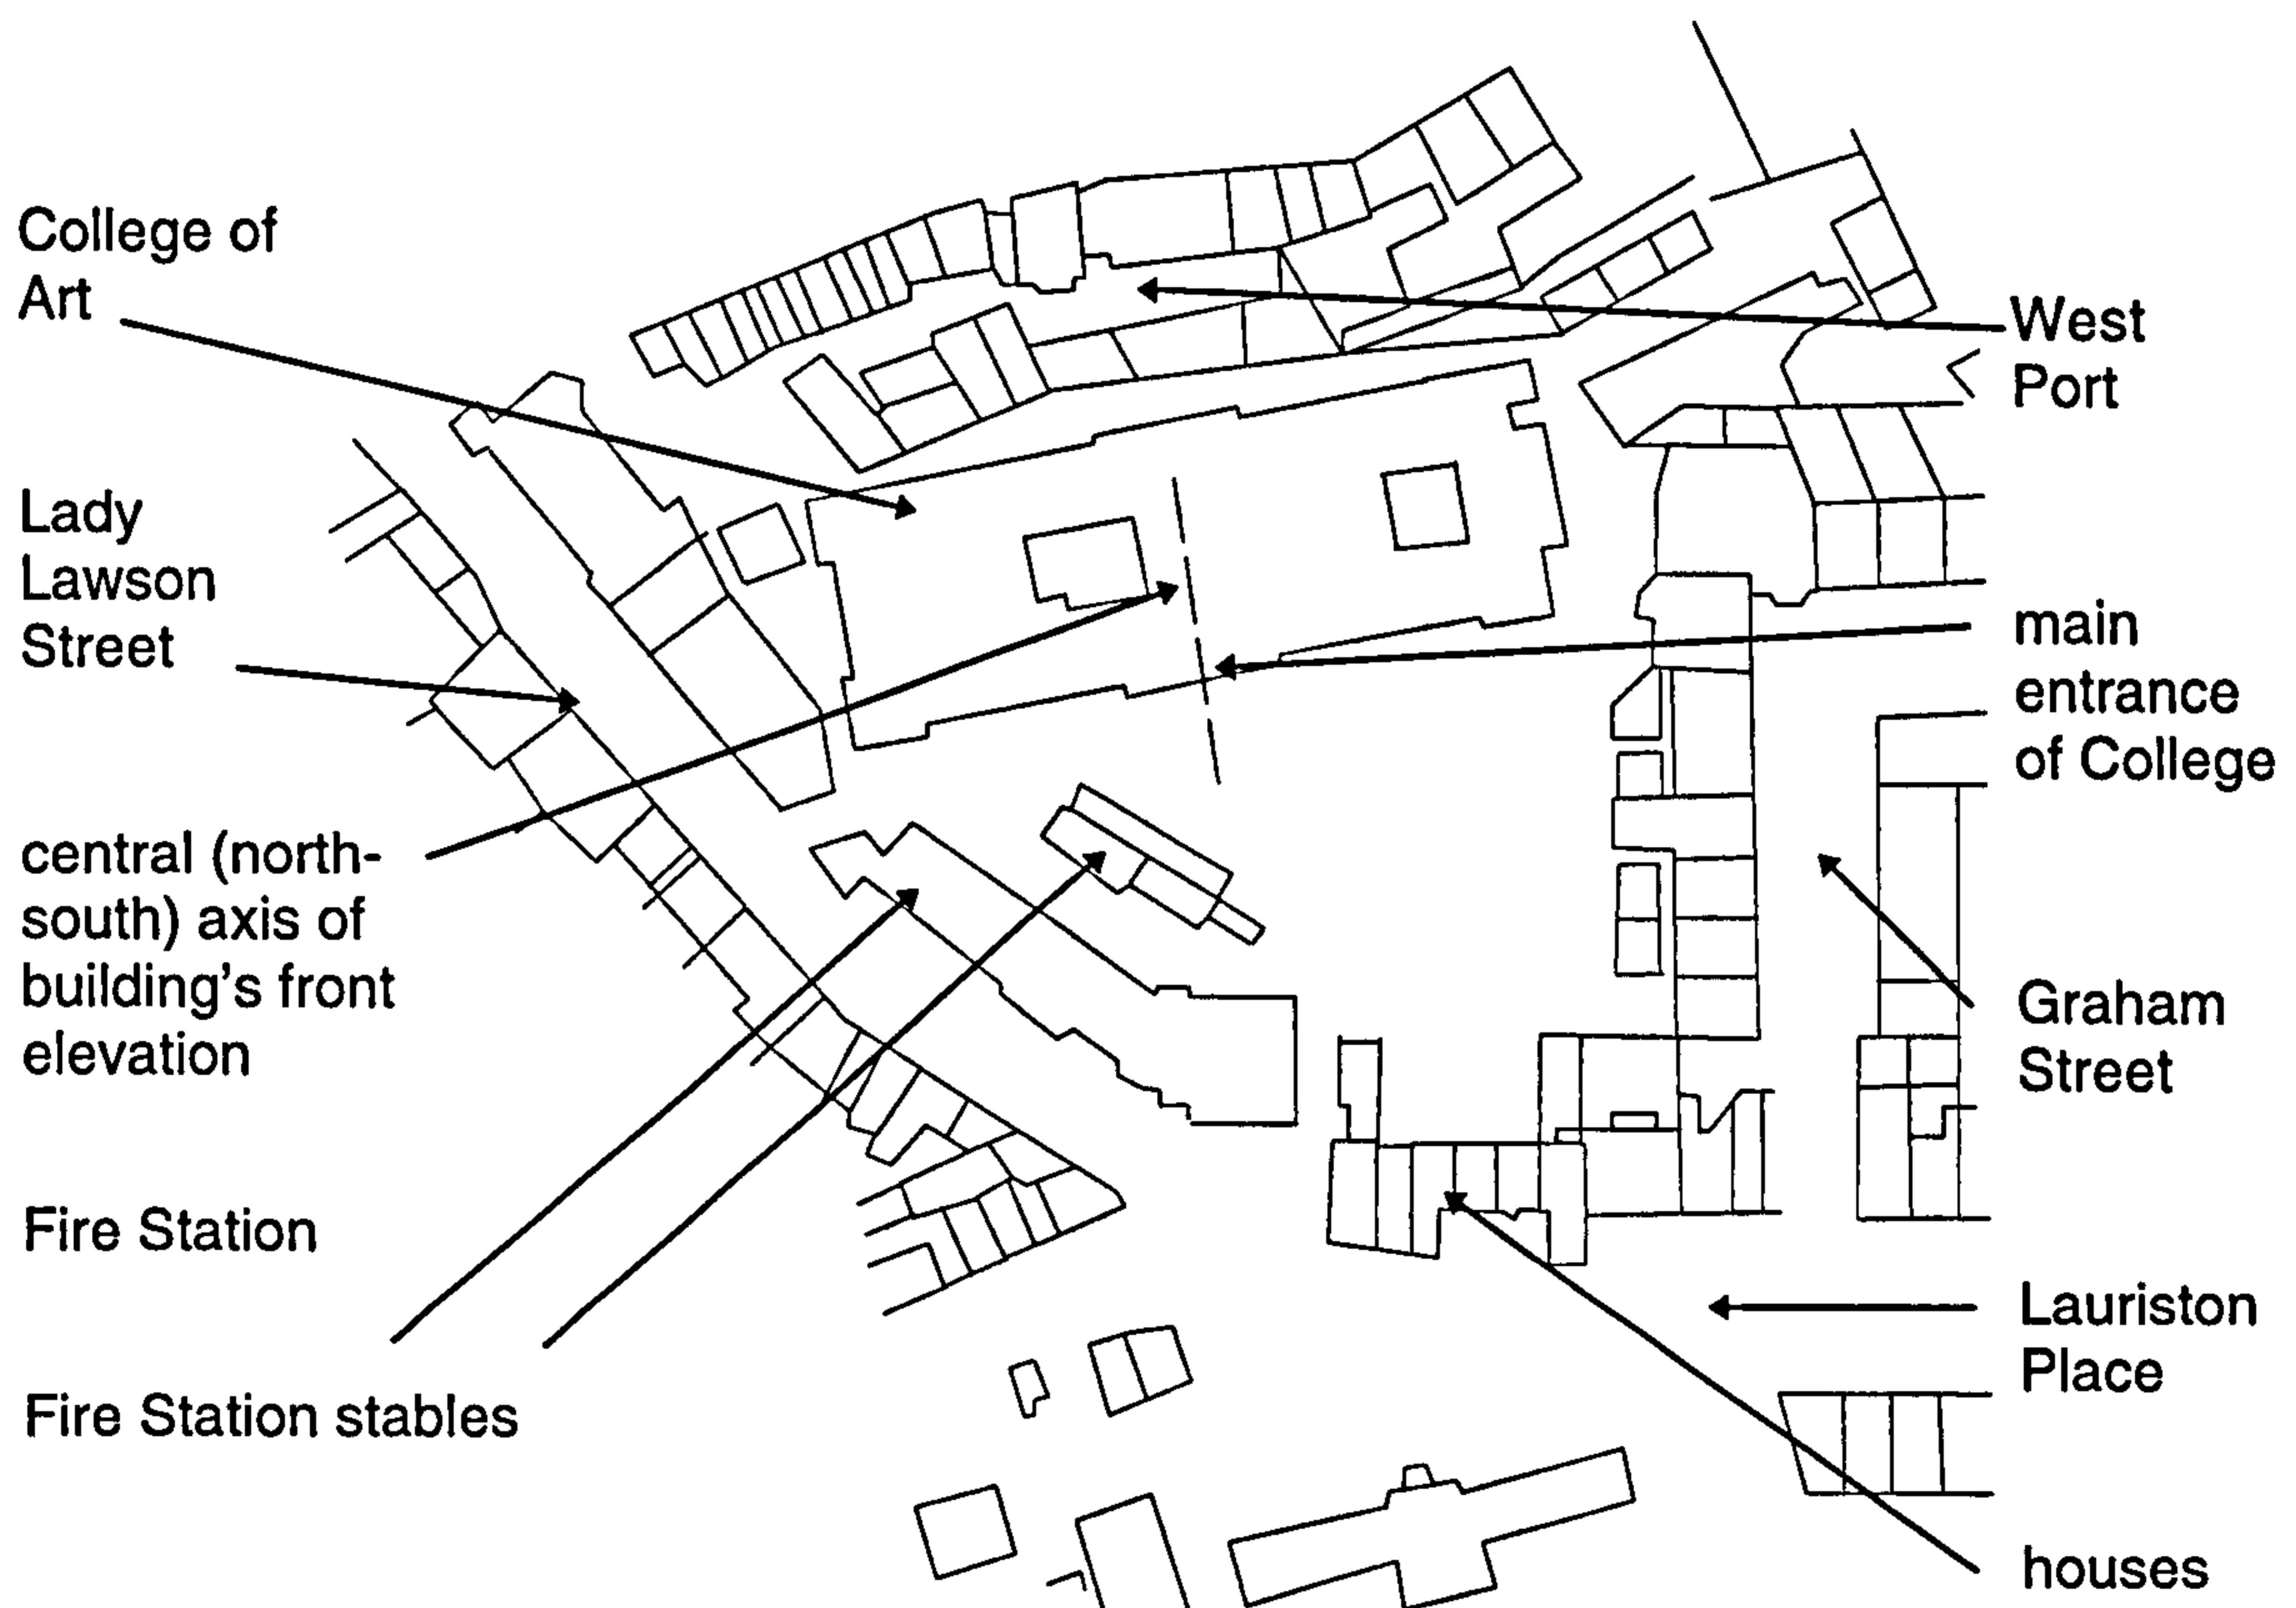 College of
Art
Lady
Lawson
Street
central (north-
south) axis of
building's front
elevation
Fire Station
Fire Station stables
West
Port
main
entrance
of College
Graham
Street
Lauriston
Place
houses